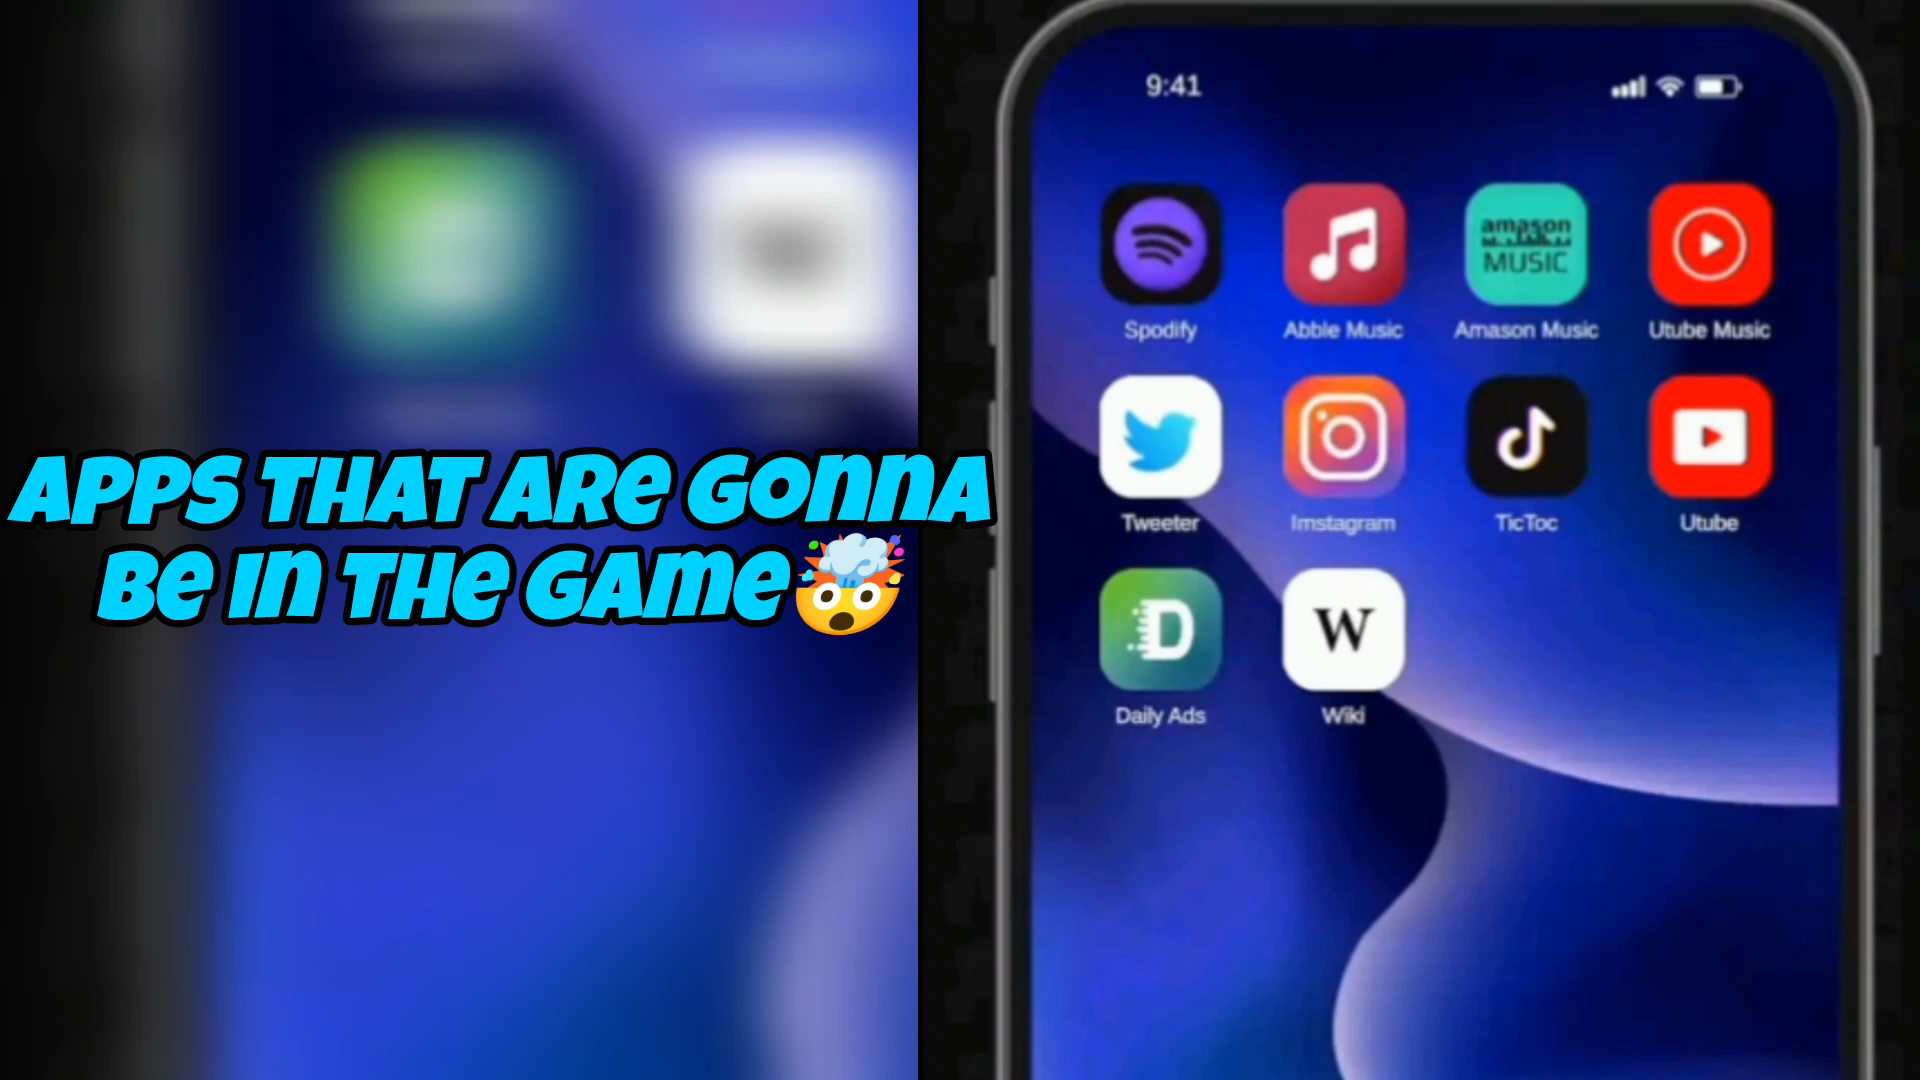 APPS THAT ARE GONNA
BE IN THE GAME🤯
9:41
amason
MUSIC
Spodify
Abble Music
Amason Music
Utube Music
Tweeter
Imstagram
TicToc
Utube
D
W
Daily Ads
Wiki